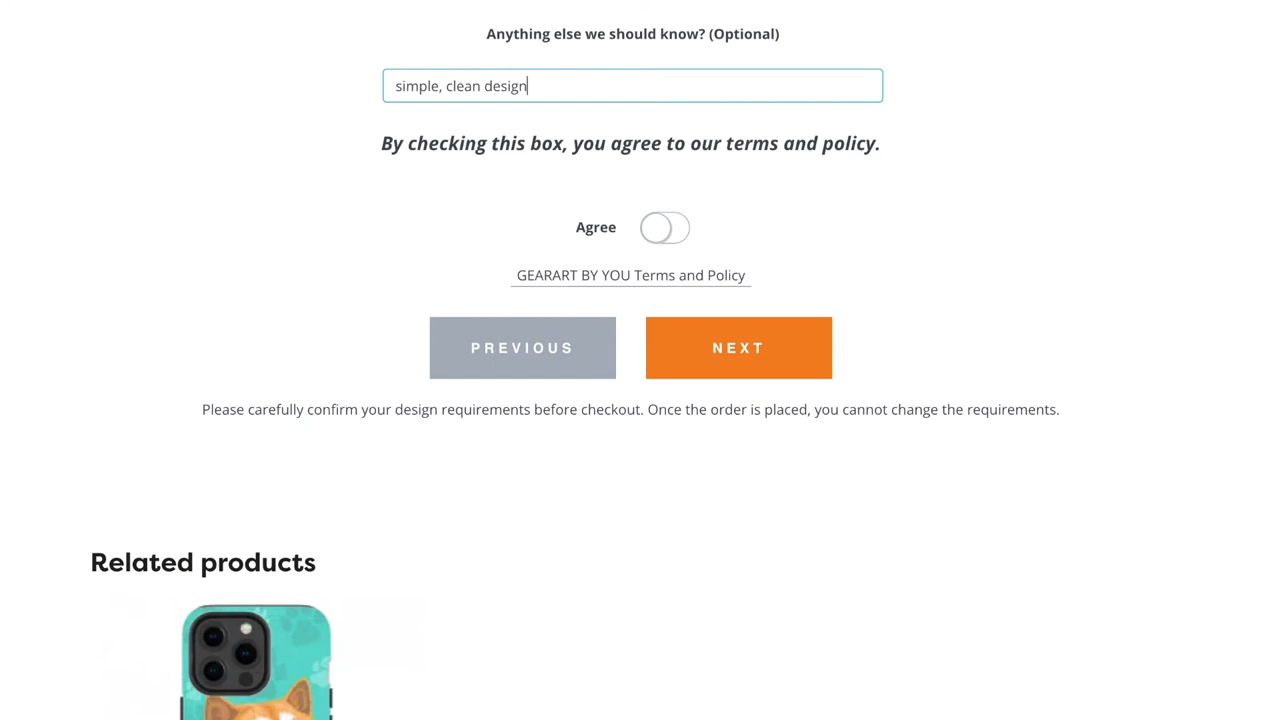 Anything else we should know? (Optional)
simple, clean design
By checking this box, you agree to our terms and policy.
Agree
GEARART BY YOU Terms and Policy
PREVIOUS
NEXT
Please carefully confirm your design requirements before checkout. Once the order is placed, you cannot change the requirements.
Related products